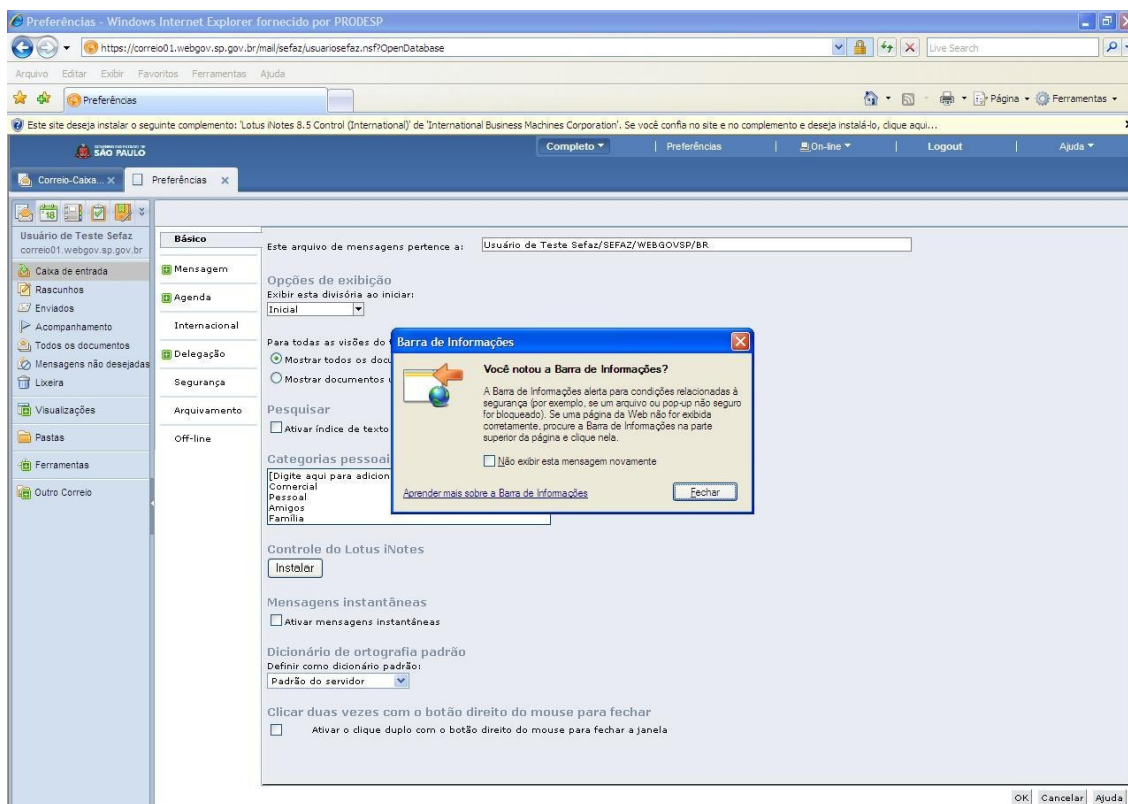 Preferências - Windows Internet Explorer fornecido por PRODESP
https://correio01.webgov.sp.gov.br/mail/sefaz/usuariosefaz.nsf?OpenDatabase
Live Search
Arquivo Editar Exibir Favoritos Ferramentas Ajuda
Preferências
Página
Ferramentas
Este site deseja instalar o seguinte complemento: 'Lotus iNotes 8.5 Control (International)' de 'International Business Machines Corporation'. Se você confia no site e no complemento e deseja instalá-lo, clique aqui...
SÃO PAULO
Completo | Preferências | On-line | Logout | Ajuda
Correio-Caixa... X
Preferências X
18
Usuário de Teste Sefaz
correio01.webgov.sp.gov.br
Caixa de entrada
Rascunhos
Enviados
Acompanhamento
Todos os documentos
Mensagens não desejadas
Lixeira
Visualizações
Pastas
Ferramentas
Outro Correio
Básico
Mensagem
Agenda
Internacional
Delegação
Segurança
Arquivamento
Off-line
Este arquivo de mensagens pertence a: Usuário de Teste Sefaz/SEFAZ/WEBGOVSP/BR
Opções de exibição
Exibir esta divisória ao iniciar:
Inicial
Para todas as visões do
Mostrar todos os docu
Mostrar documentos
Pesquisar
Ativar índice de texto
Categorias pessoai
[Digite aqui para adicion
Comercial
Pessoal
Amigos
Família
Controle do Lotus iNotes
Instalar
Mensagens instantâneas
Ativar mensagens instantâneas
Dicionário de ortografia padrão
Definir como dicionário padrão:
Padrão do servidor
Clicar duas vezes com o botão direito do mouse para fechar
Ativar o clique duplo com o botão direito do mouse para fechar a janela
Barra de Informações
Você notou a Barra de Informações?
A Barra de Informações alerta para condições relacionadas à
segurança (por exemplo, se um arquivo ou pop-up não seguro
for bloqueado). Se uma página da Web não for exibida
corretamente, procure a Barra de Informações na parte
superior da página e clique nela.
Não exibir esta mensagem novamente
Aprender mais sobre a Barra de Informações
Fechar
OK Cancelar Ajuda